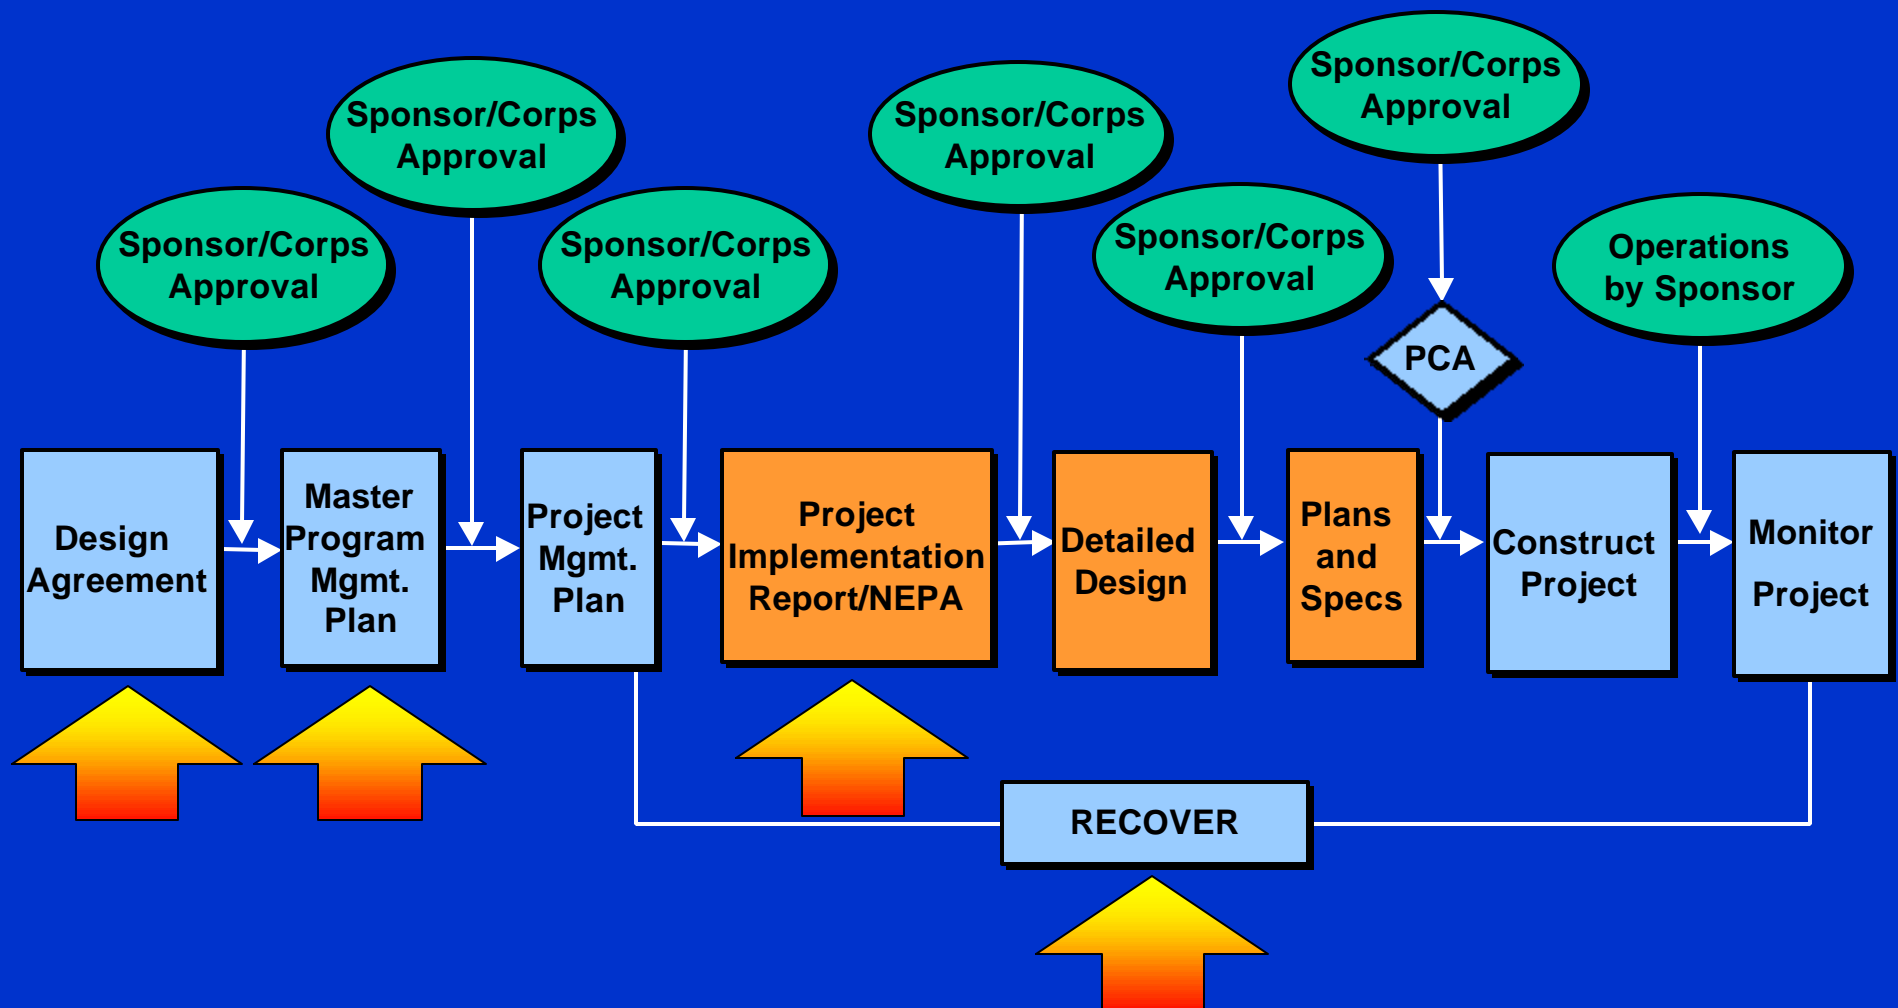 Sponsor/Corps
Approval
Sponsor/Corps
Approval
Sponsor/Corps
Approval
Sponsor/Corps
Approval
Sponsor/Corps
Approval
Sponsor/Corps
Approval
Operations
by Sponsor
PCA
Design
Agreement
Master
Program
Mgmt.
Plan
Project
Mgmt.
Plan
Project
Implementation
Report/NEPA
Detailed
Design
Plans
and
Specs
Construct
Project
Monitor
Project
RECOVER